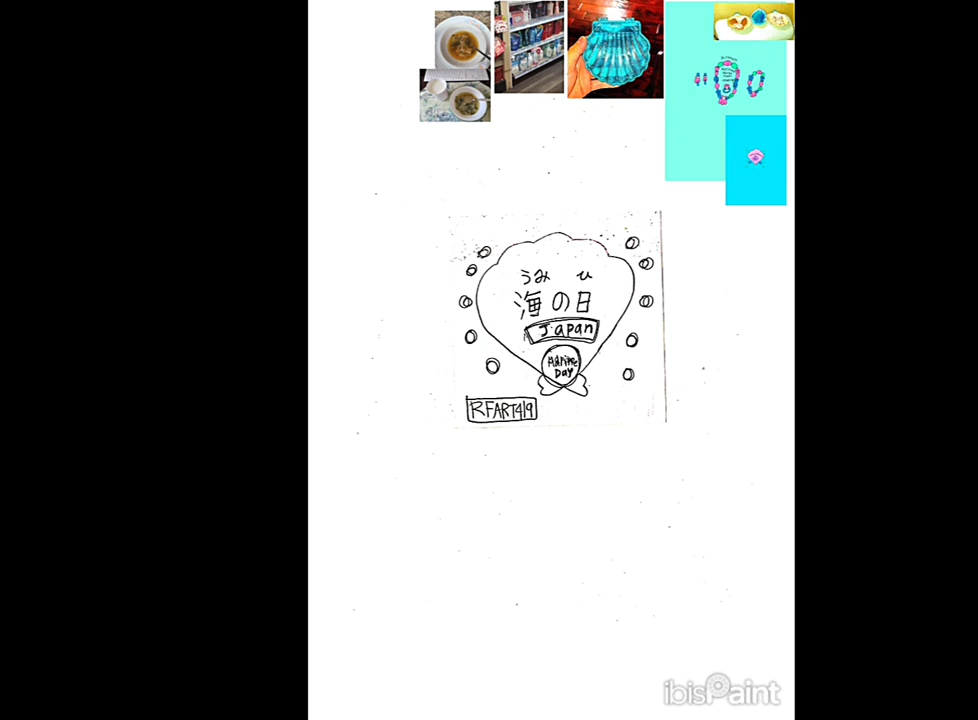 うみ ひ
海の日
Japan
Marine
Day
RFART419
ibisPaint